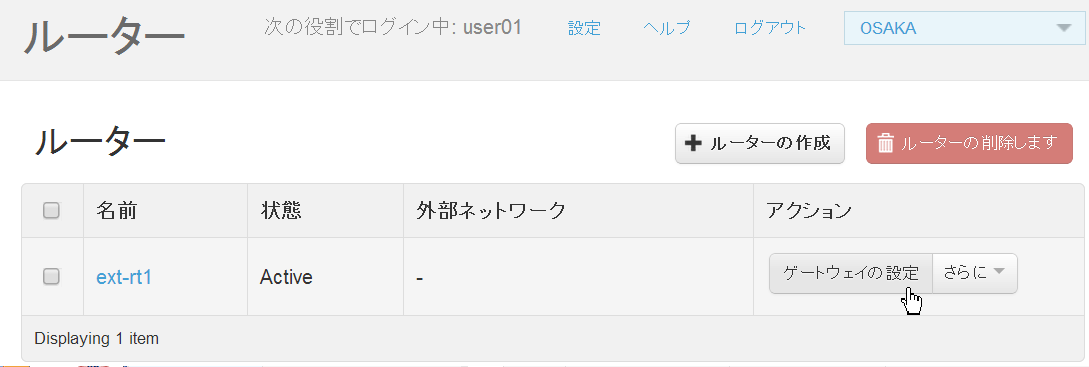 ルーター 次の役割でログイン中: user01 設定 ヘルプ ログアウト OSAKA
ルーター ルーターの作成 ルーターの削除します
名前 状態 外部ネットワーク アクション
ext-rt1 Active - ゲートウェイの設定 さらに
Displaying 1 item